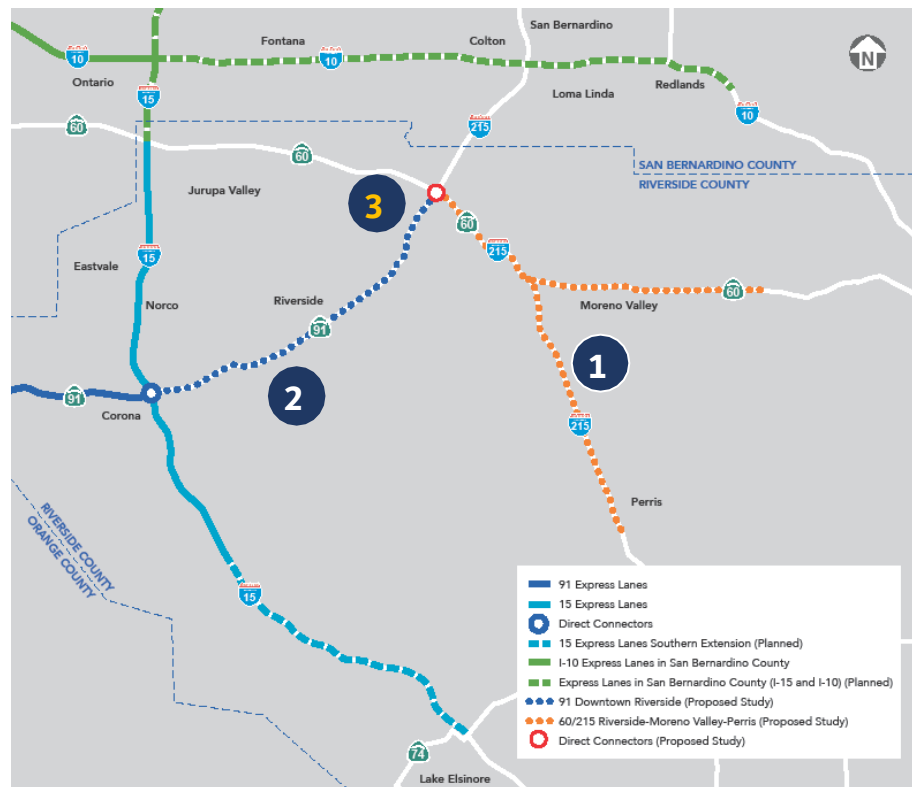 San Bernardino
Fontana
Colton
N
10
10
Ontario
Loma Linda
Redlands
15
10
60
215
60
SAN BERNARDINO COUNTY
RIVERSIDE COUNTY
Jurupa Valley
3
60
215
15
Eastvale
60
Norco
Riverside
Moreno Valley
91
1
91
2
Corona
215
Perris
RIVERSIDE COUNTY
ORANGE COUNTY
15
91 Express Lanes
15 Express Lanes
Direct Connectors
15 Express Lanes Southern Extension (Planned)
I-10 Express Lanes in San Bernardino County
Express Lanes in San Bernardino County (I-15 and I-10) (Planned)
91 Downtown Riverside (Proposed Study)
60/215 Riverside-Moreno Valley-Perris (Proposed Study)
Direct Connectors (Proposed Study)
74
Lake Elsinore